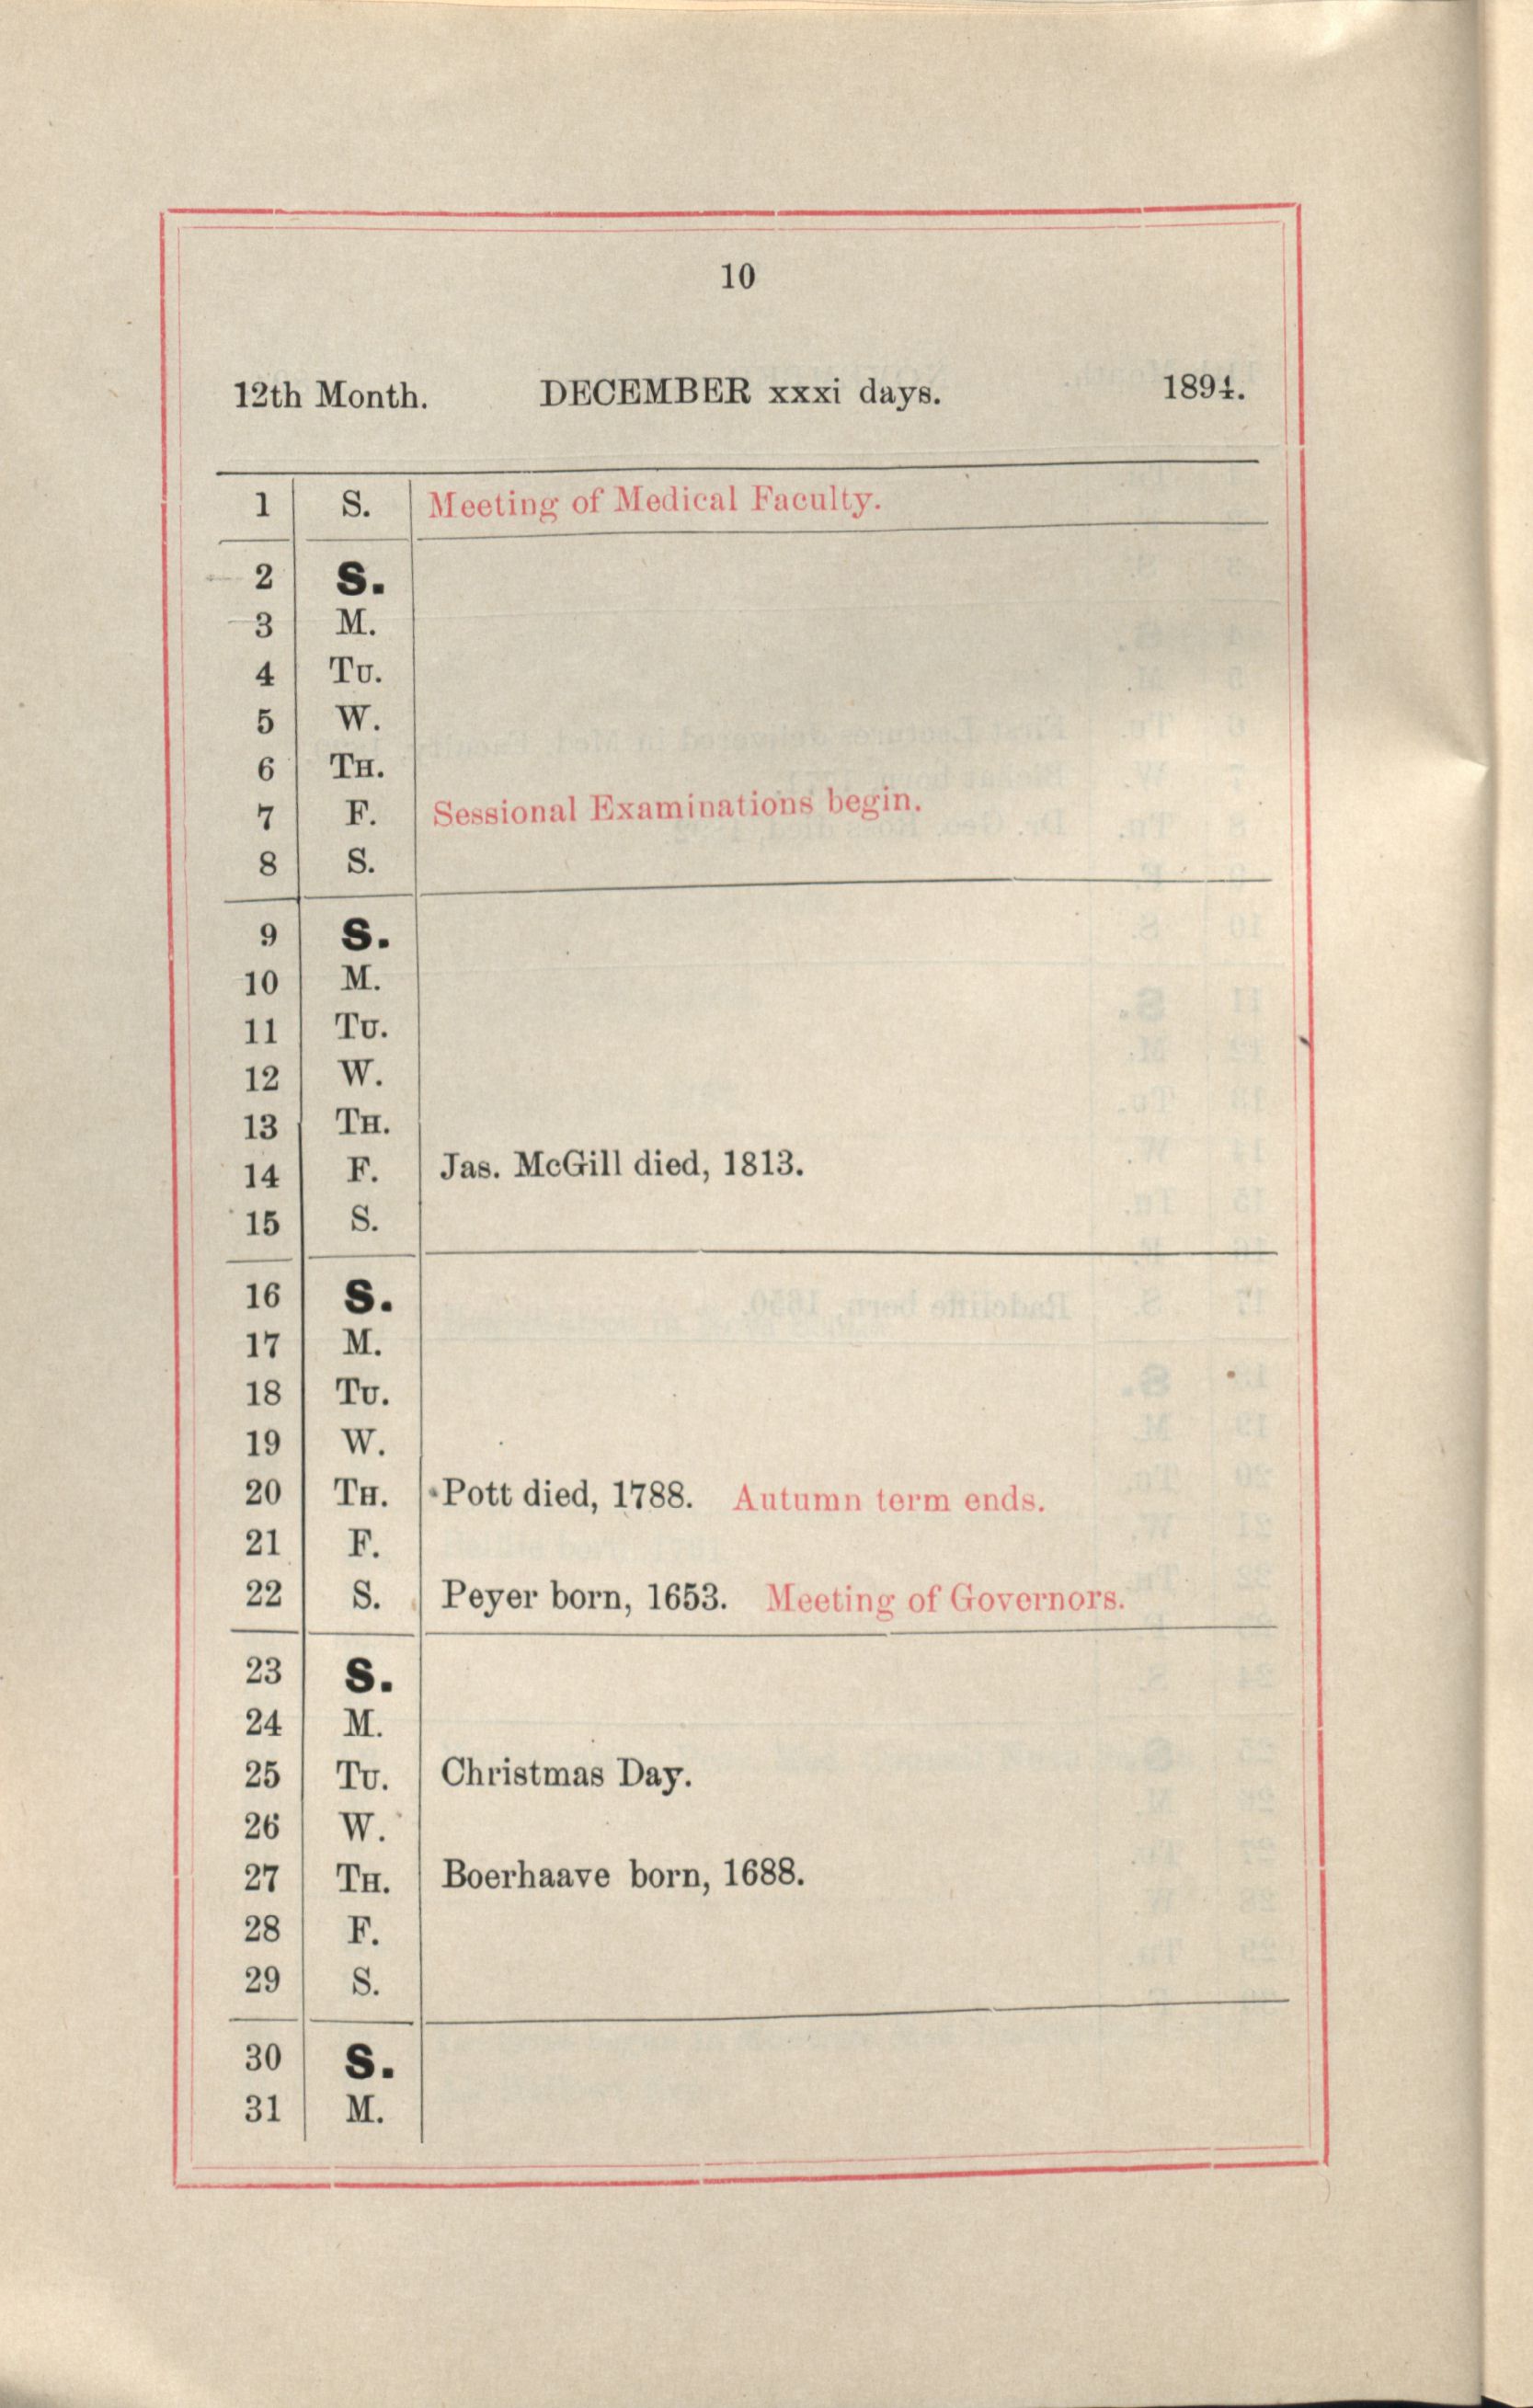 10
12th Month. DECEMBER xxxi days. 1894.
1 S. Meeting of Medical Faculty.
2 S.
3 M.
4 TU.
5 W.
6 TH.
7 F. Sessional Examinations begin.
8 S.
9 S.
10 M.
11 TU.
12 W.
13 TH.
14 F. Jas. McGill died, 1813.
15 S.
16 S.
17 M.
18 TU.
19 W.
20 TH. Pott died, 1788. Autumn term ends.
21 F.
22 S. Peyer born, 1653. Meeting of Governors.
23 S.
24 M.
25 TU. Christmas Day.
26 W.
27 TH. Boerhaave born, 1688.
28 F.
29 S.
30 S.
31 M.